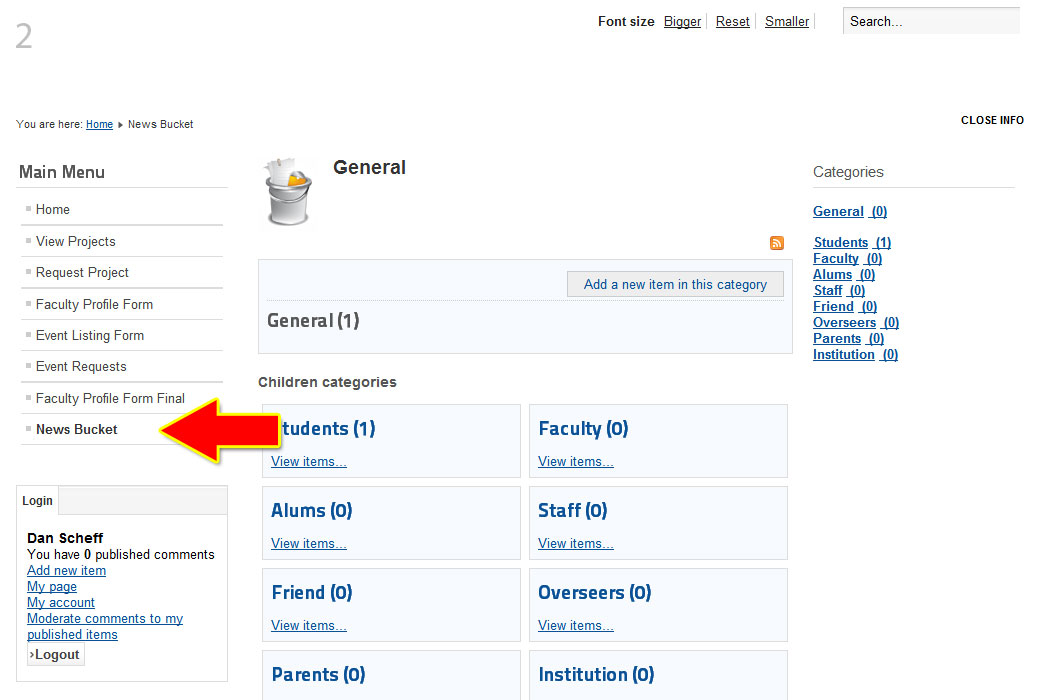 2
Font size Bigger Reset Smaller Search...
You are here: Home News Bucket
CLOSE INFO
Main Menu
Home
View Projects
Request Project
Faculty Profile Form
Event Listing Form
Event Requests
Faculty Profile Form Final
News Bucket
Login
Dan Scheff
You have 0 published comments
Add new item
My page
My account
Moderate comments to my
published items
›Logout
General
Add a new item in this category
General (1)
Children categories
Students (1)
View items...
Faculty (0)
View items...
Alums (0)
View items...
Staff (0)
View items...
Friend (0)
View items...
Overseers (0)
View items...
Parents (0)
Institution (0)
Categories
General (0)
Students (1)
Faculty (0)
Alums (0)
Staff (0)
Friend (0)
Overseers (0)
Parents (0)
Institution (0)